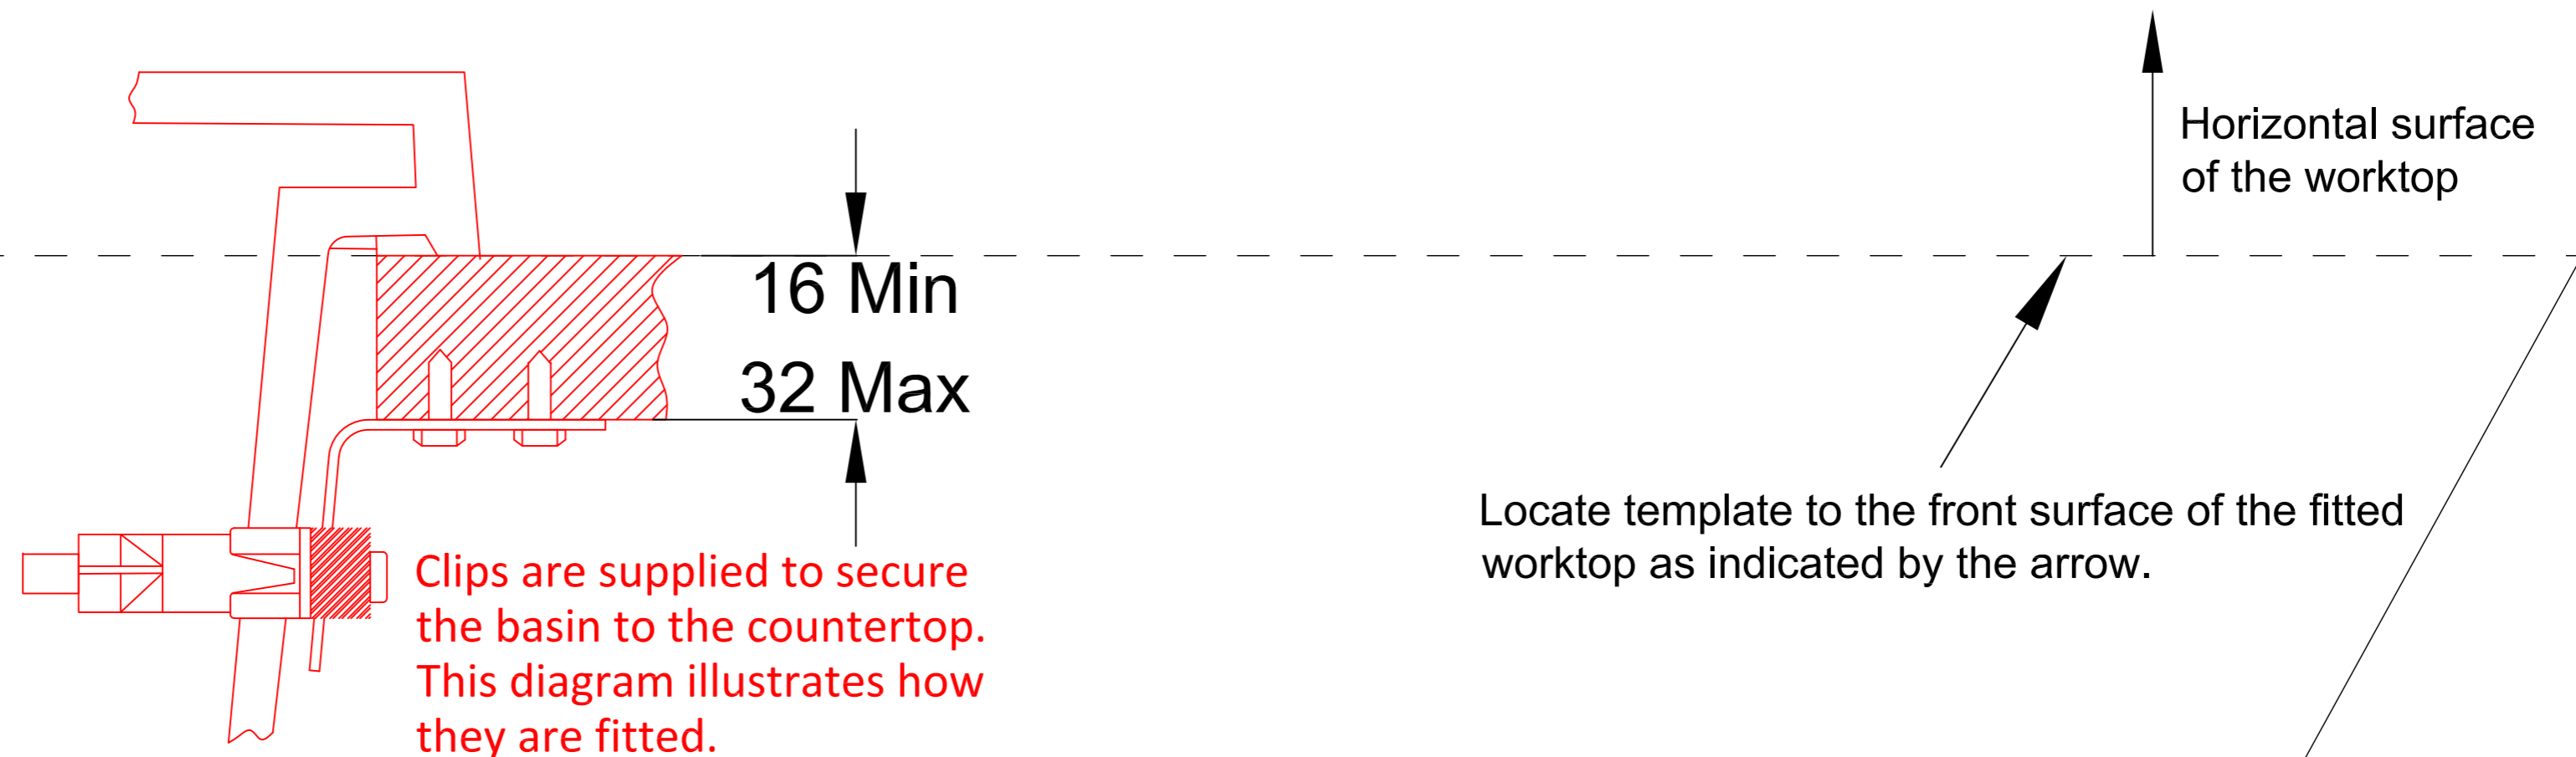 Horizontal surface
of the worktop
16 Min
32 Max
Locate template to the front surface of the fitted
worktop as indicated by the arrow.
Clips are supplied to secure
the basin to the countertop.
This diagram illustrates how
they are fitted.